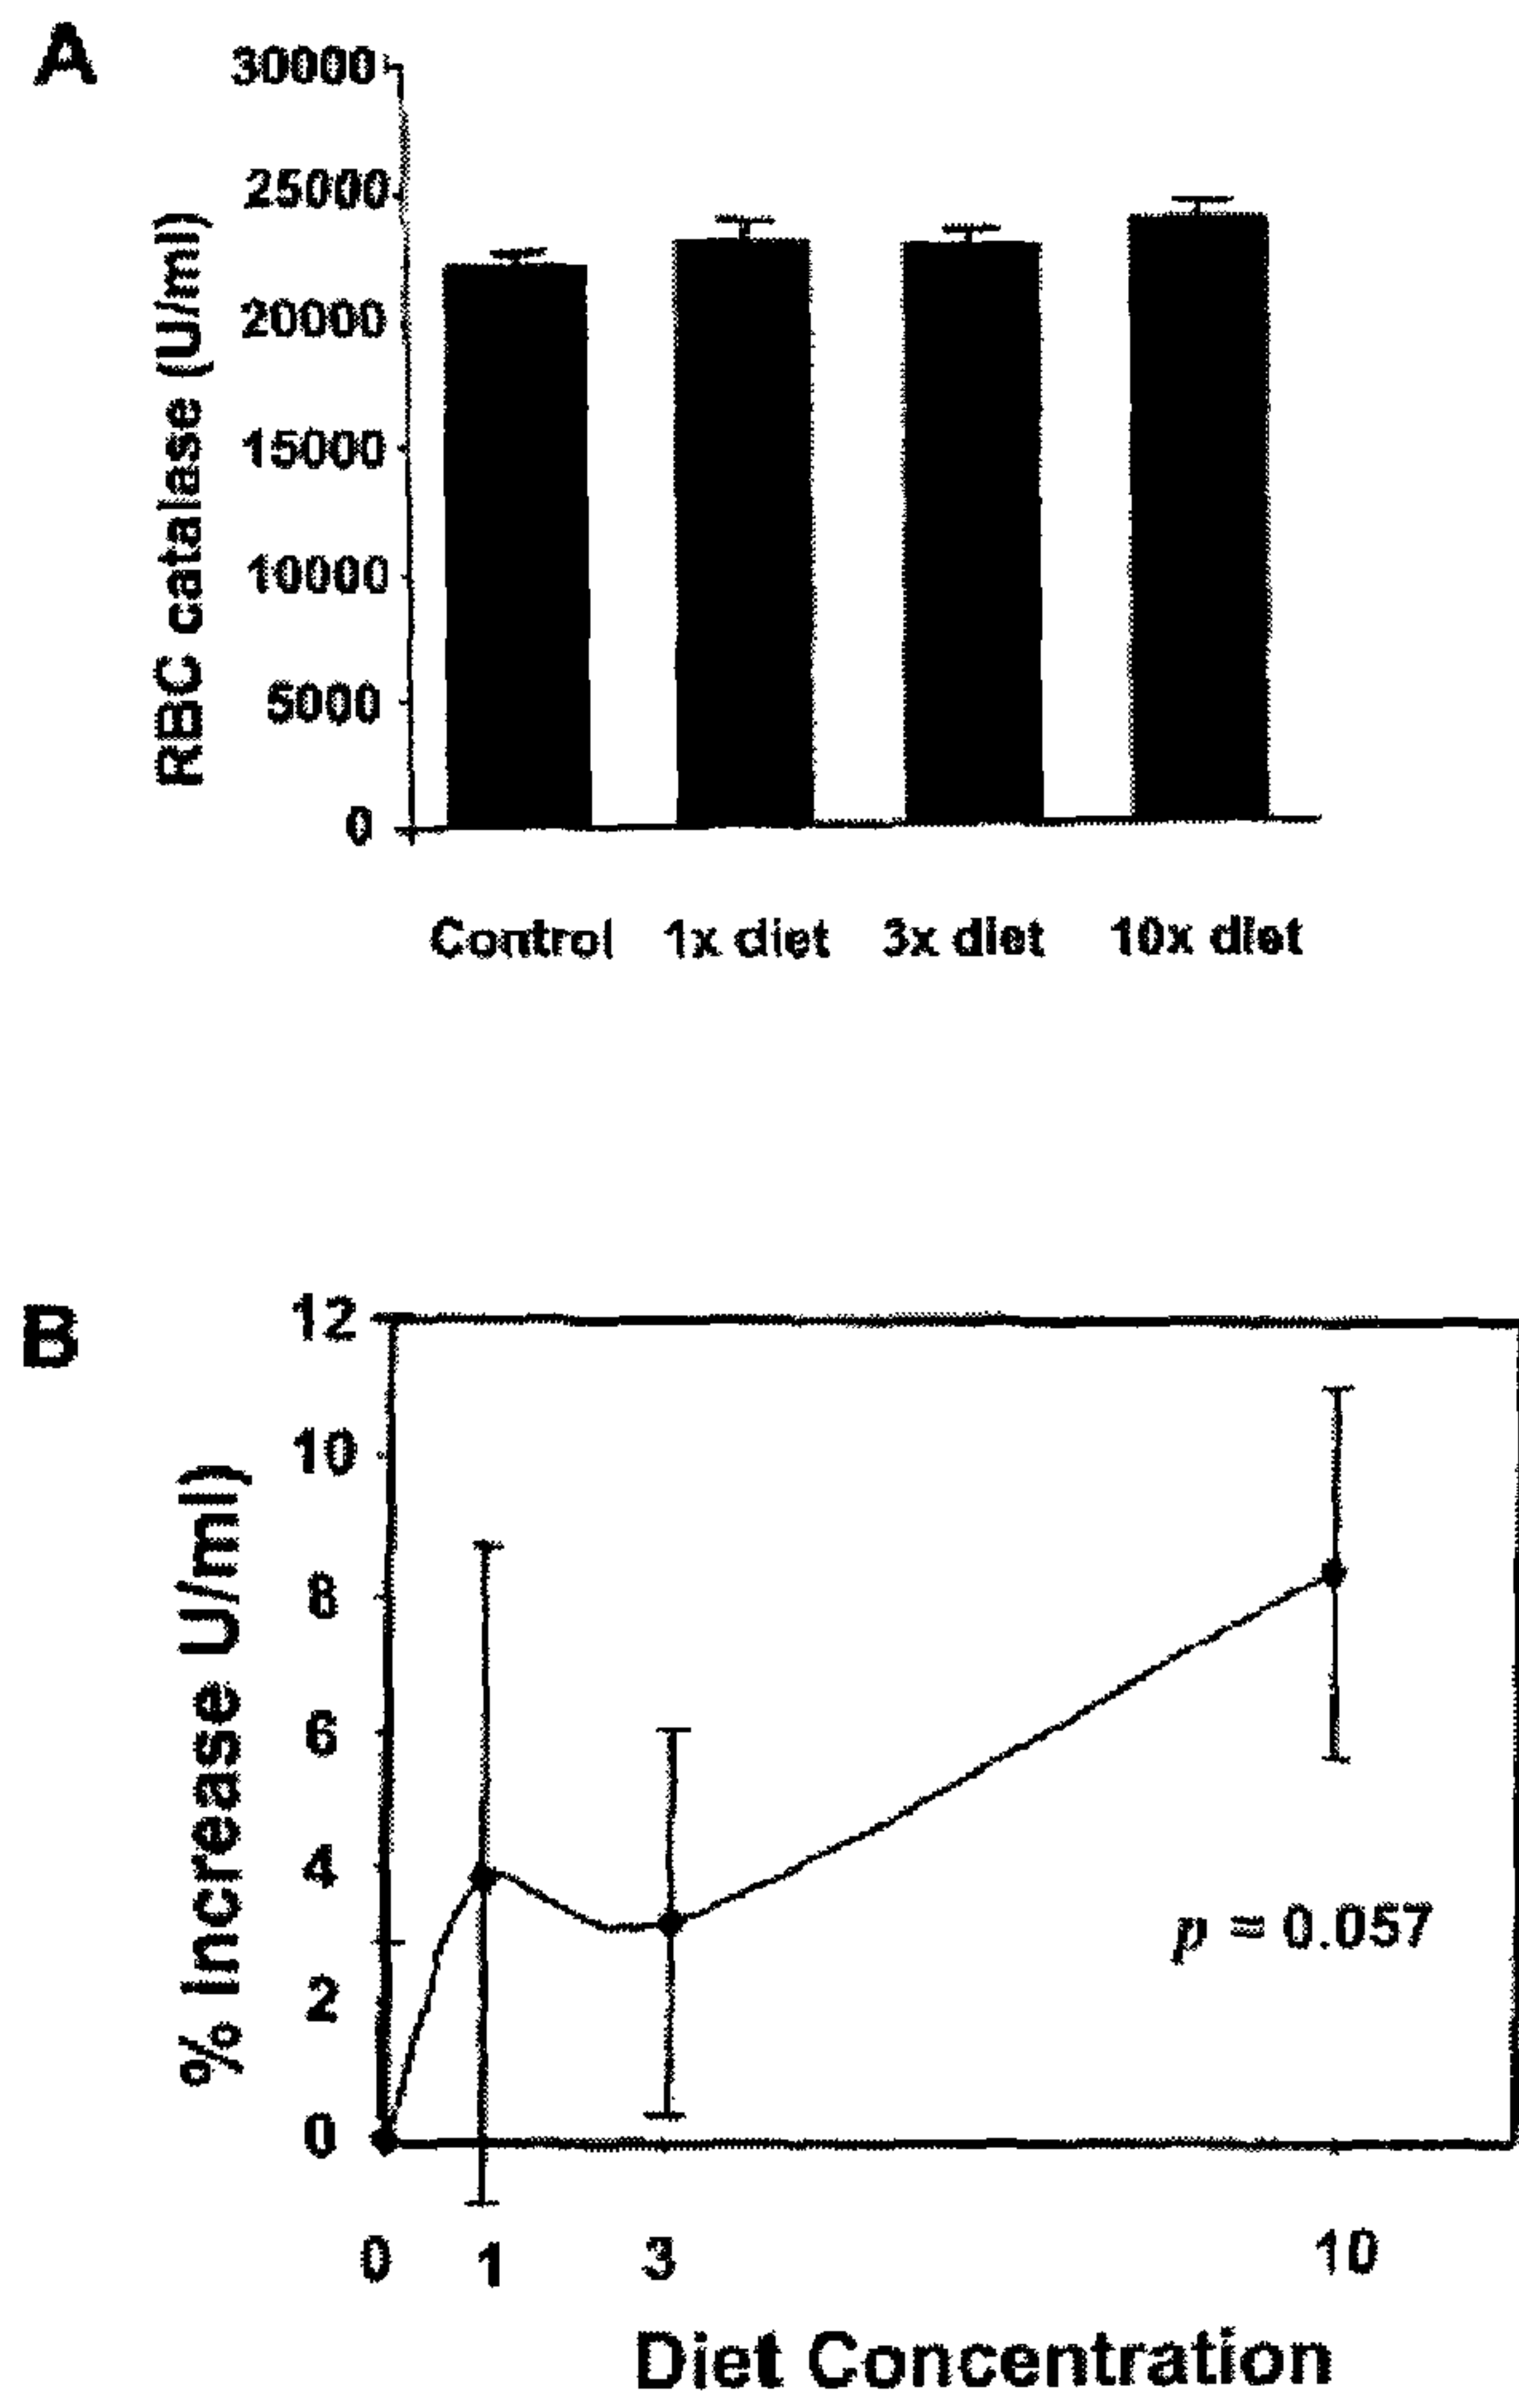 A
30000
25000
20000
15000
10000
5000
0
RBC catalase (U/ml)
Control 1x diet 3x diet 10x diet
B
12
10
8
6
4
2
0
% Increase U/ml)
p = 0.057
0 1 3 10
Diet Concentration